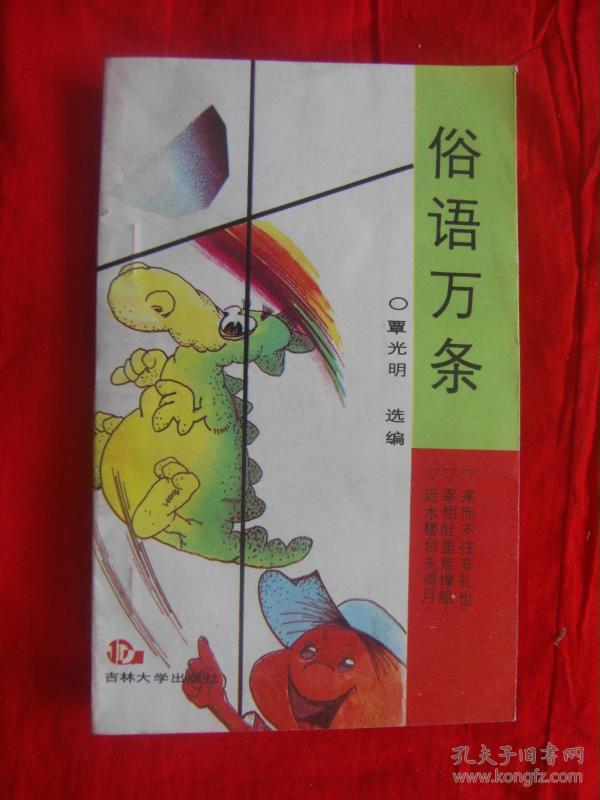 俗语万条
○覃光明 选编
▽来而不往非礼也
▽宰相肚里能撑船
▽近水楼台先得月
吉林大学出版社
孔夫子旧书网
www.kongfz.com